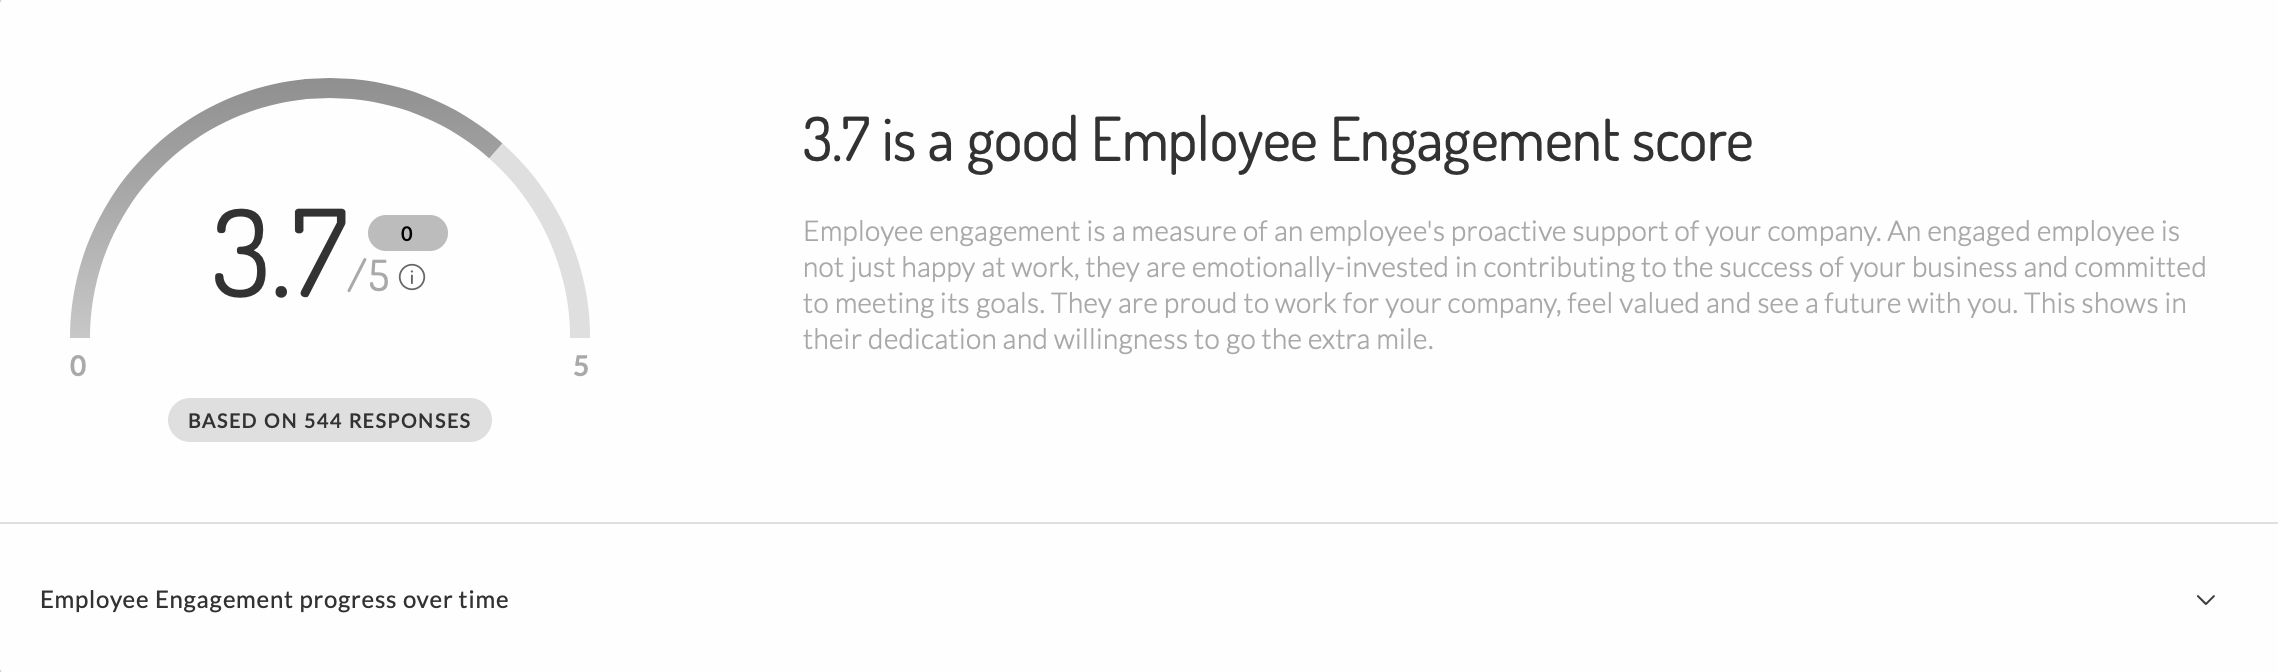 3.7 is a good Employee Engagement score
3.7
0
/5
0
5
BASED ON 544 RESPONSES
Employee engagement is a measure of an employee's proactive support of your company. An engaged employee is
not just happy at work, they are emotionally-invested in contributing to the success of your business and committed
to meeting its goals. They are proud to work for your company, feel valued and see a future with you. This shows in
their dedication and willingness to go the extra mile.
Employee Engagement progress over time